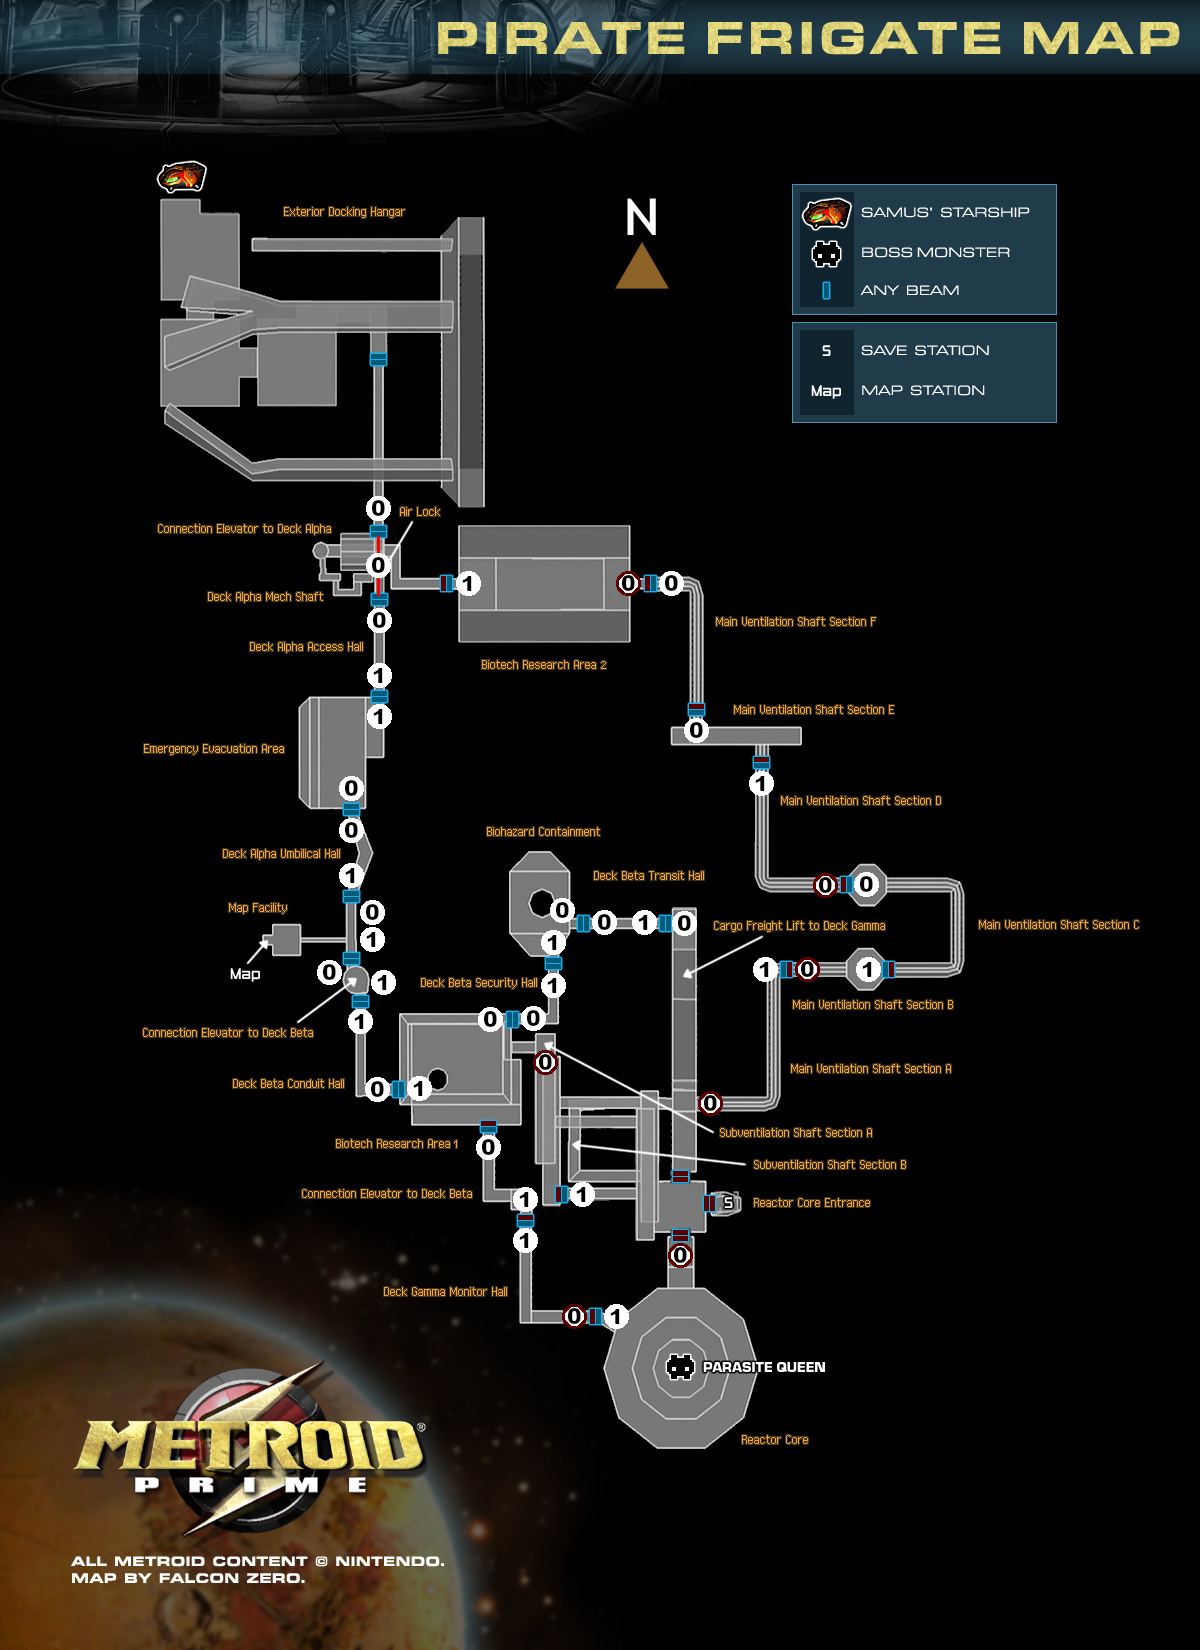 PIRATE FRIGATE MAP
Exterior Docking Hangar
N
SAMUS' STARSHIP
BOSS MONSTER
ANY BEAM
S SAVE STATION
Map MAP STATION
0
Air Lock
Connection Elevator to Deck Alpha
0
1
0
0
Deck Alpha Mech Shaft
0
Main Ventilation Shaft Section F
Deck Alpha Access Hall
Biotech Research Area 2
1
1
Main Ventilation Shaft Section E
0
Emergency Evacuation Area
0
1
Main Ventilation Shaft Section D
0
Biohazard Containment
Deck Alpha Umbilical Hall
1
Deck Beta Transit Hall
0
0
Map Facility
0
0
0
1
0
Cargo Freight Lift to Deck Gamma
Main Ventilation Shaft Section C
1
1
Map
0
1
1
0
1
Deck Beta Security Hall
1
Main Ventilation Shaft Section B
1
0
0
Connection Elevator to Deck Beta
0
Main Ventilation Shaft Section A
Deck Beta Conduit Hall
0
1
0
Subventilation Shaft Section A
Biotech Research Area 1
0
Subventilation Shaft Section B
Connection Elevator to Deck Beta
1
1
S
Reactor Core Entrance
1
0
Deck Gamma Monitor Hall
0
1
PARASITE QUEEN
Reactor Core
METROID®
PRIME
ALL METROID CONTENT © NINTENDO.
MAP BY FALCON ZERO.